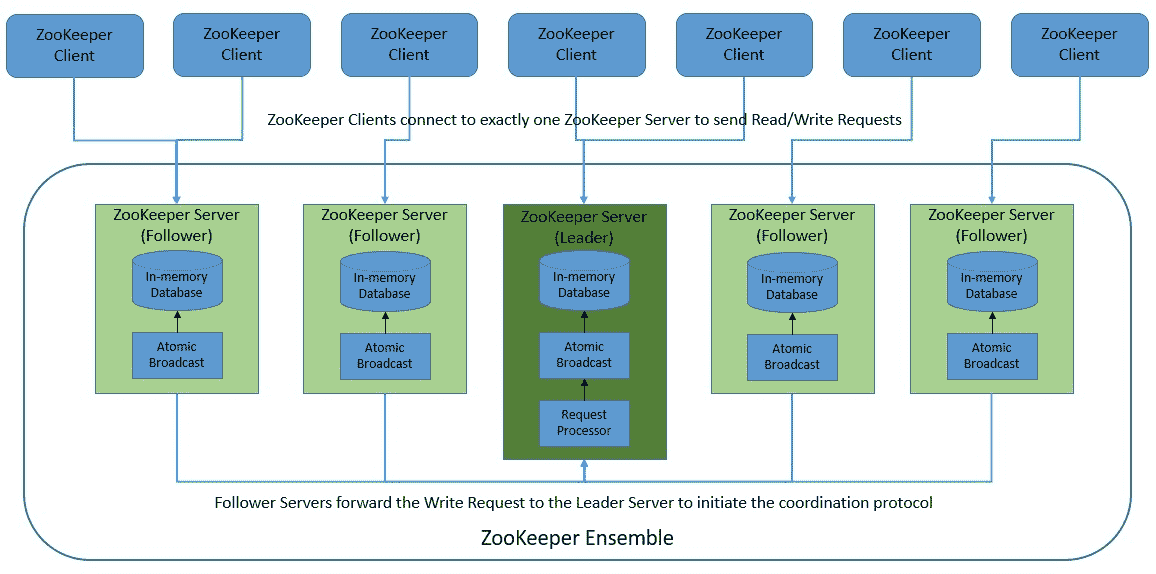 ZooKeeper
Client
ZooKeeper
Client
ZooKeeper
Client
ZooKeeper
Client
ZooKeeper
Client
ZooKeeper
Client
ZooKeeper
Client
ZooKeeper Clients connect to exactly one ZooKeeper Server to send Read/Write Requests
ZooKeeper Server
(Follower)
In-memory
Database
Atomic
Broadcast
ZooKeeper Server
(Follower)
In-memory
Database
Atomic
Broadcast
ZooKeeper Server
(Leader)
In-memory
Database
Atomic
Broadcast
Request
Processor
ZooKeeper Server
(Follower)
In-memory
Database
Atomic
Broadcast
ZooKeeper Server
(Follower)
In-memory
Database
Atomic
Broadcast
Follower Servers forward the Write Request to the Leader Server to initiate the coordination protocol
ZooKeeper Ensemble